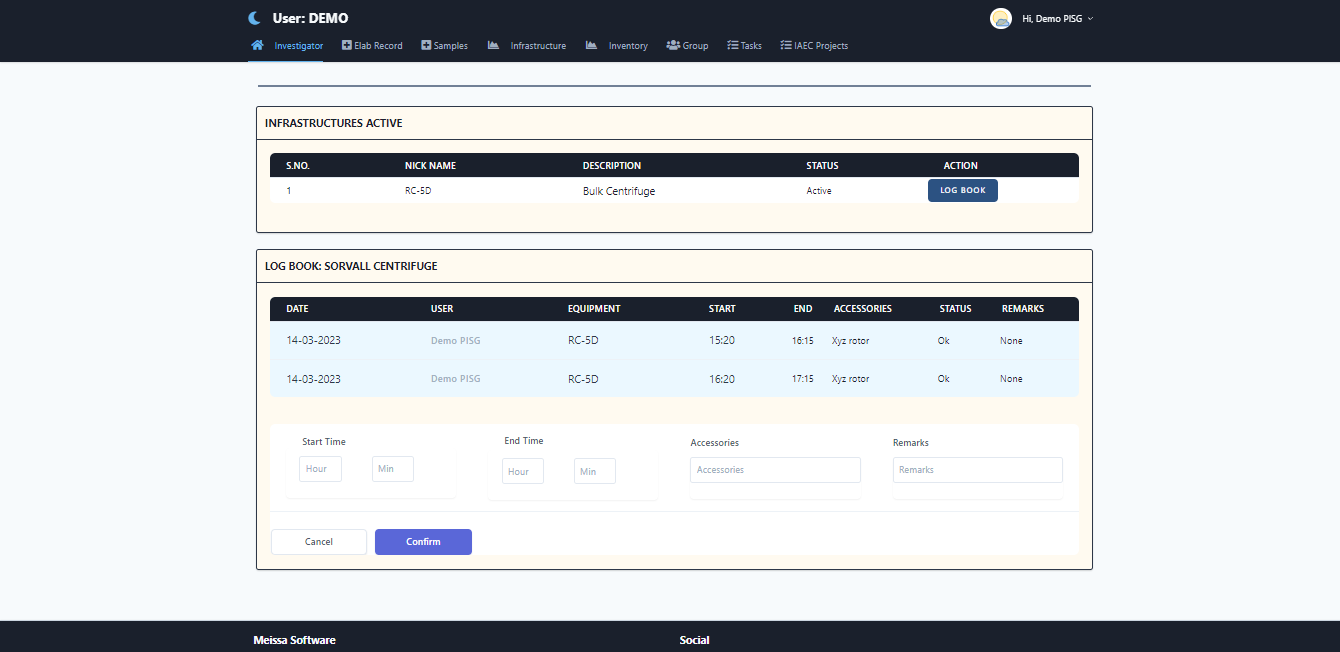 User: DEMO
Hi, Demo PISG
Investigator Elab Record Samples Infrastructure Inventory Group Tasks IAEC Projects
INFRASTRUCTURES ACTIVE
S.NO. NICK NAME DESCRIPTION STATUS ACTION
1 RC-5D Bulk Centrifuge Active LOG BOOK
LOG BOOK: SORVALL CENTRIFUGE
DATE USER EQUIPMENT START END ACCESSORIES STATUS REMARKS
14-03-2023 Demo PISG RC-5D 15:20 16:15 Xyz rotor Ok None
14-03-2023 Demo PISG RC-5D 16:20 17:15 Xyz rotor Ok None
Start Time End Time Accessories Remarks
Hour Min Hour Min Accessories Remarks
Cancel Confirm
Meissa Software Social